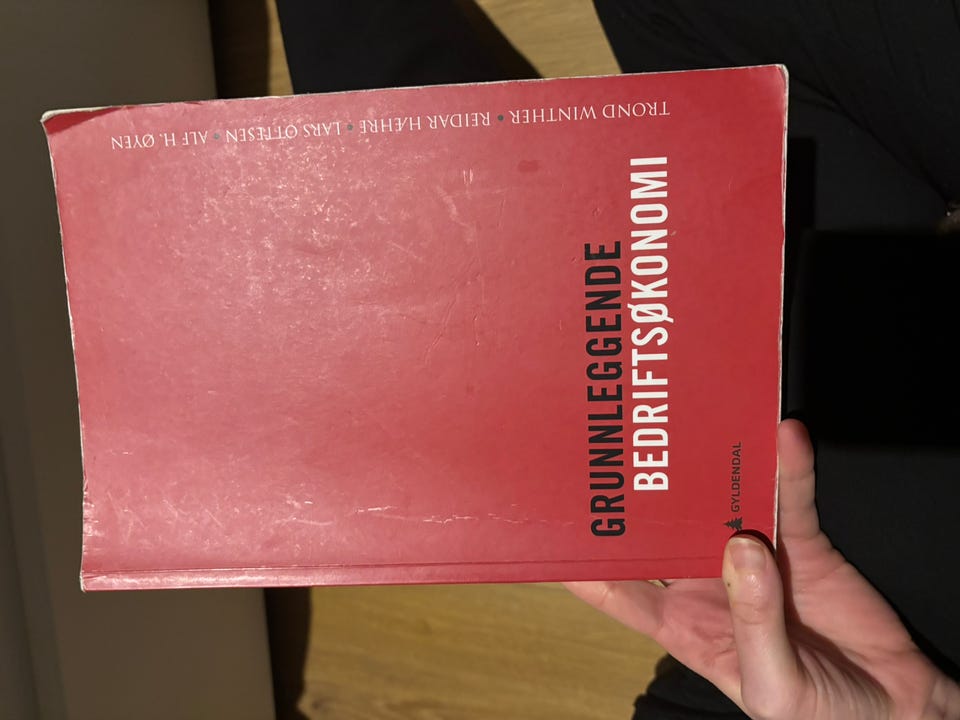 TROND WINTHER • REIDAR HÆHRE • LARS OTTESEN • ALF H. ØYEN
GRUNNLEGGENDE
BEDRIFTSØKONOMI
GYLDENDAL